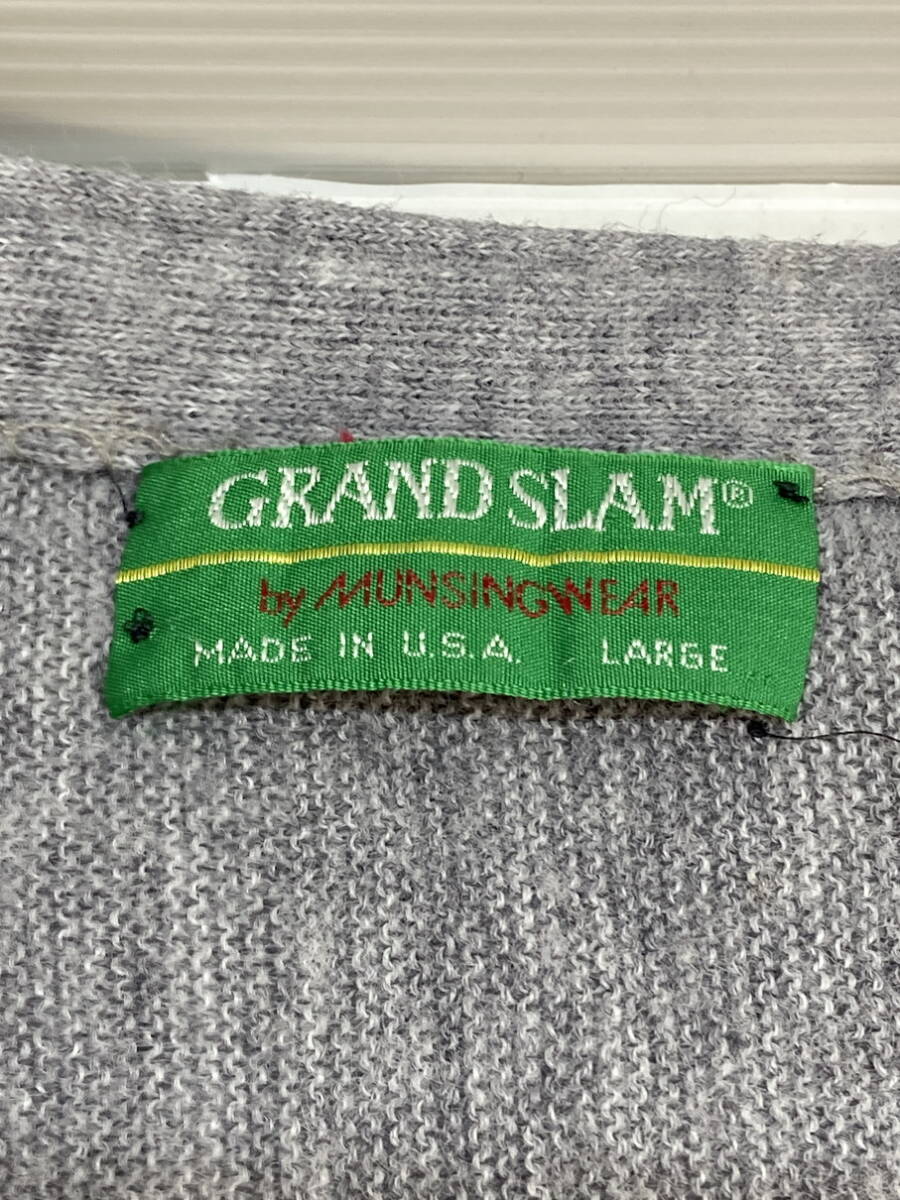 GRAND SLAM®
by MUNSINGWEAR
MADE IN U.S.A. LARGE